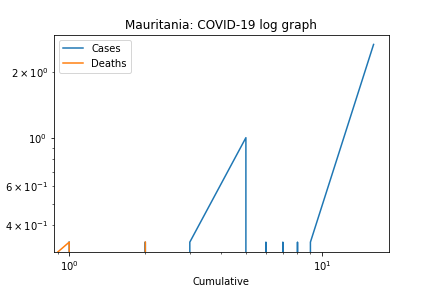 Mauritania: COVID-19 log graph
Cases
Deaths
2 × 10⁰
10⁰
6 × 10⁻¹
4 × 10⁻¹
10⁰
10¹
Cumulative